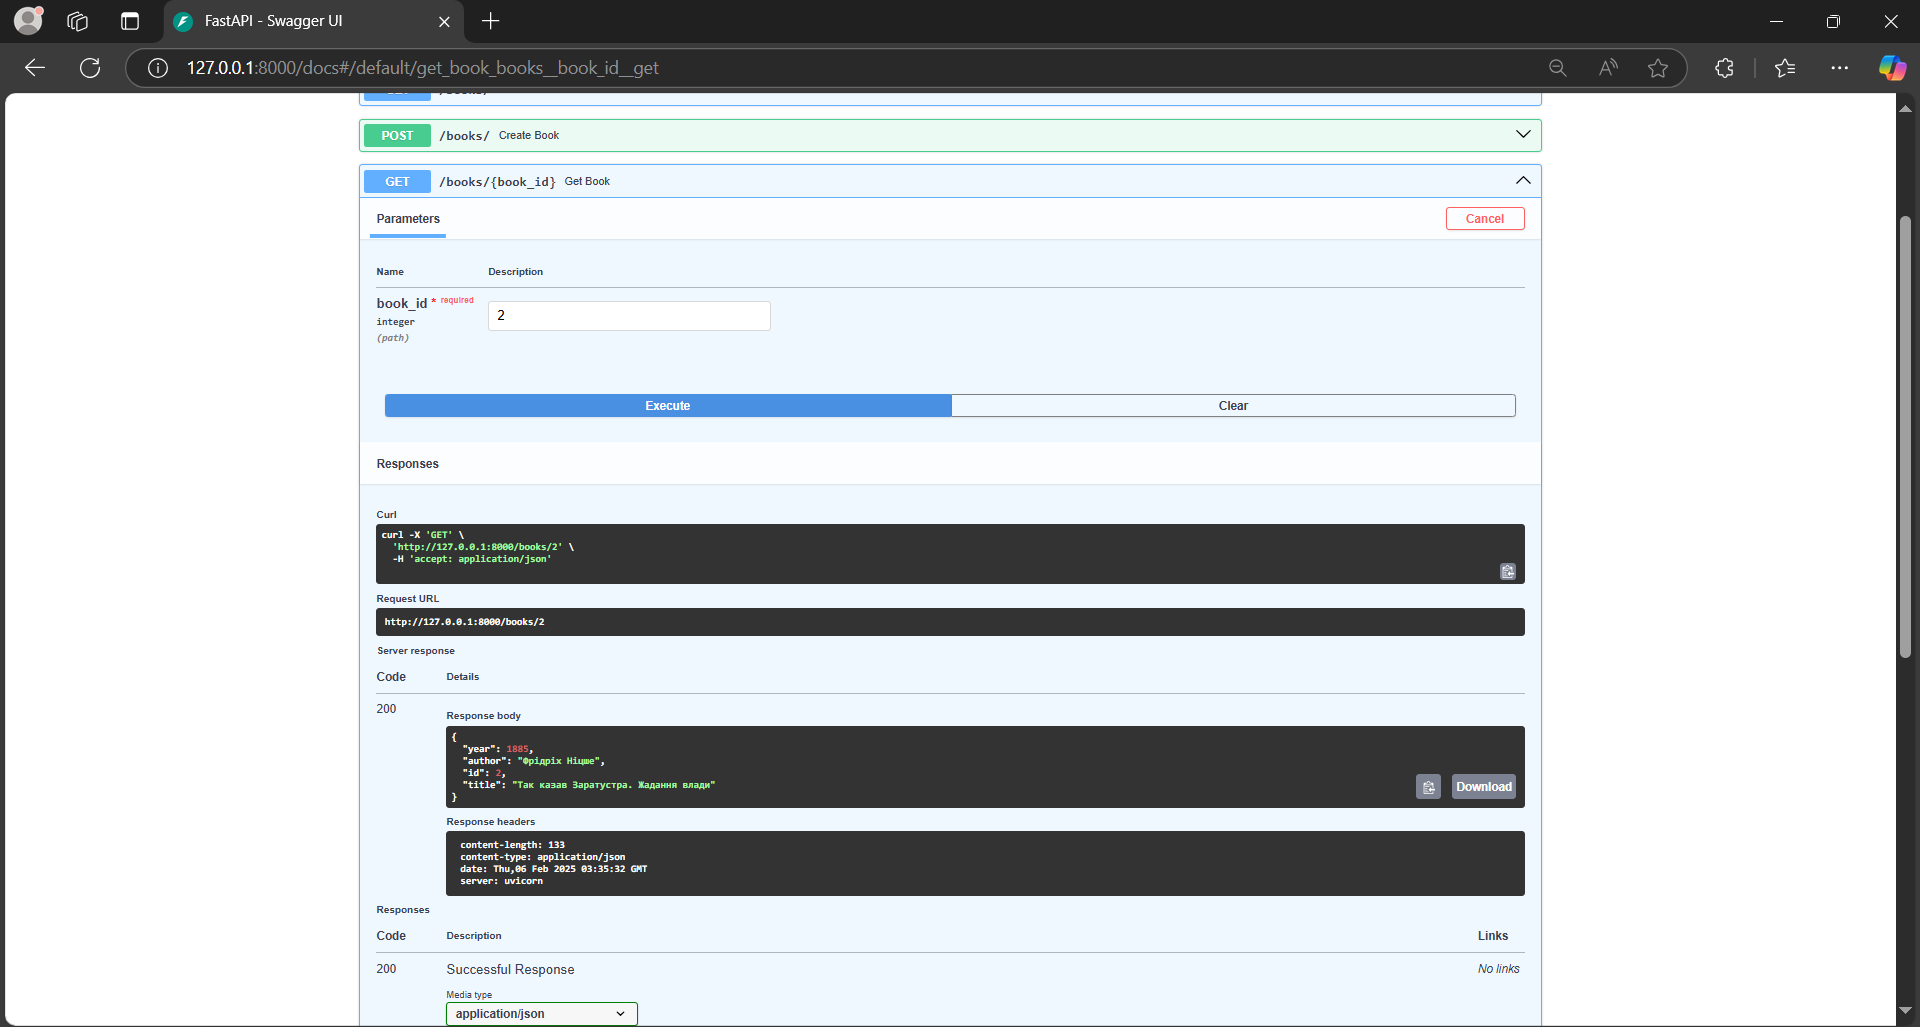 FastAPI - Swagger UI
127.0.0.1:8000/docs#/default/get_book_books__book_id__get
POST /books/ Create Book
GET /books/{book_id} Get Book
Parameters
Cancel
Name Description
book_id * required
integer
(path)
2
Execute Clear
Responses
Curl
curl -X 'GET' \
'http://127.0.0.1:8000/books/2' \
-H 'accept: application/json'
Request URL
http://127.0.0.1:8000/books/2
Server response
Code Details
200
Response body
{
"year": 1885,
"author": "Фрідріх Ніцше",
"id": 2,
"title": "Так казав Заратустра. Жадання влади"
}
Download
Response headers
content-length: 133
content-type: application/json
date: Thu,06 Feb 2025 03:35:32 GMT
server: uvicorn
Responses
Code Description Links
200 Successful Response No links
Media type
application/json